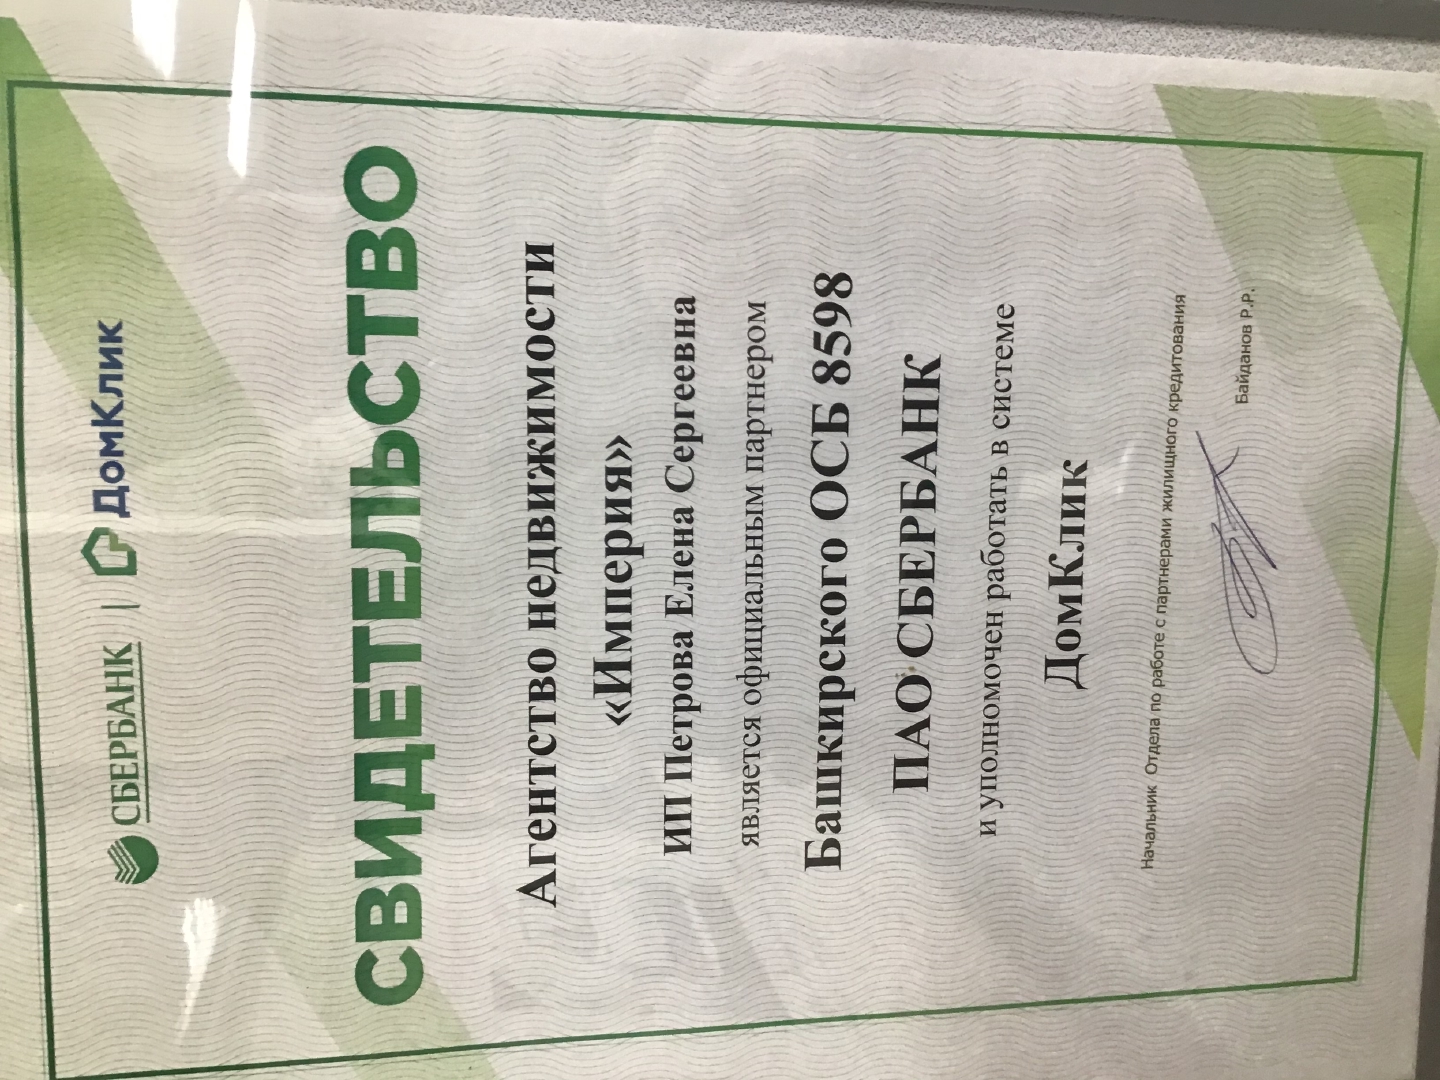 СБЕРБАНК | ДомКлик
СВИДЕТЕЛЬСТВО
Агентство недвижимости
«Империя»
ИП Петрова Елена Сергеевна
является официальным партнером
Башкирского ОСБ 8598
ПАО СБЕРБАНК
и уполномочен работать в системе
ДомКлик
Начальник Отдела по работе с партнерами жилищного кредитования
Байданов Р.Р.